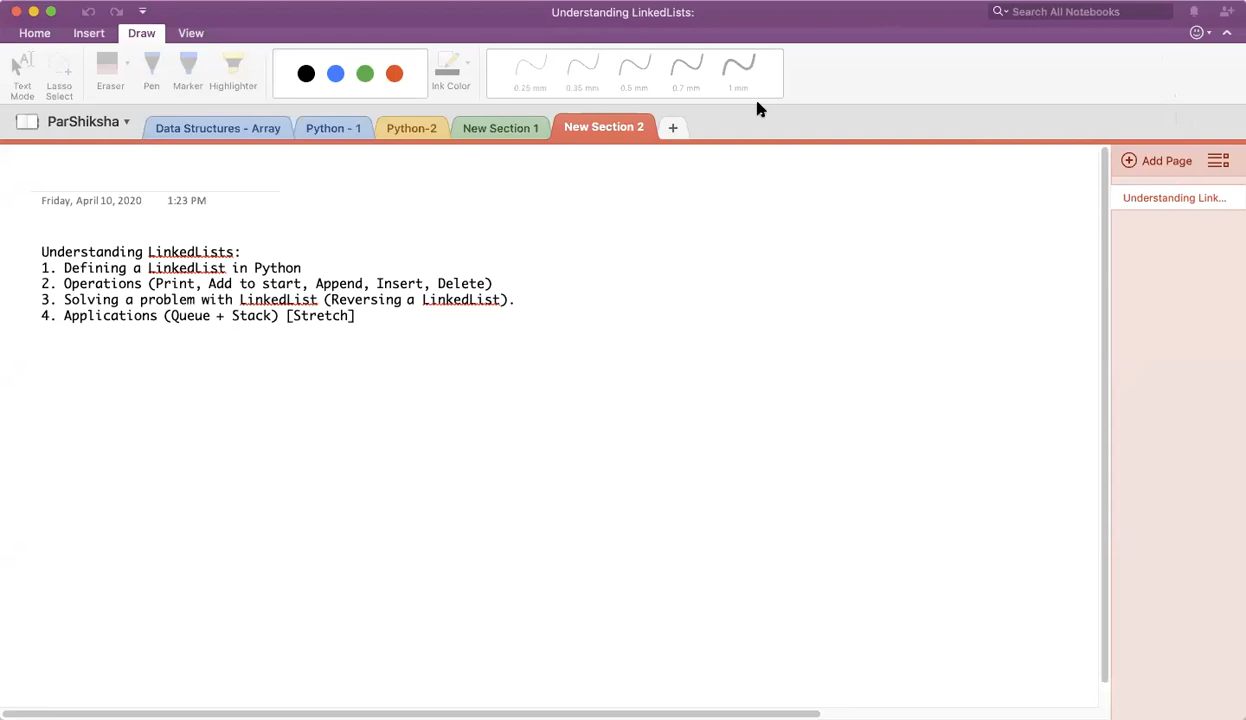 Understanding LinkedLists:
Search All Notebooks
Home
Insert
Draw
View
Text Mode
Lasso Select
Eraser
Pen
Marker
Highlighter
Ink Color
0.25 mm
0.35 mm
0.5 mm
0.7 mm
1 mm
ParShiksha
Data Structures - Array
Python - 1
Python-2
New Section 1
New Section 2
+
Add Page
Understanding Link...
Friday, April 10, 2020 1:23 PM
Understanding LinkedLists:
1. Defining a LinkedList in Python
2. Operations (Print, Add to start, Append, Insert, Delete)
3. Solving a problem with LinkedList (Reversing a LinkedList).
4. Applications (Queue + Stack) [Stretch]